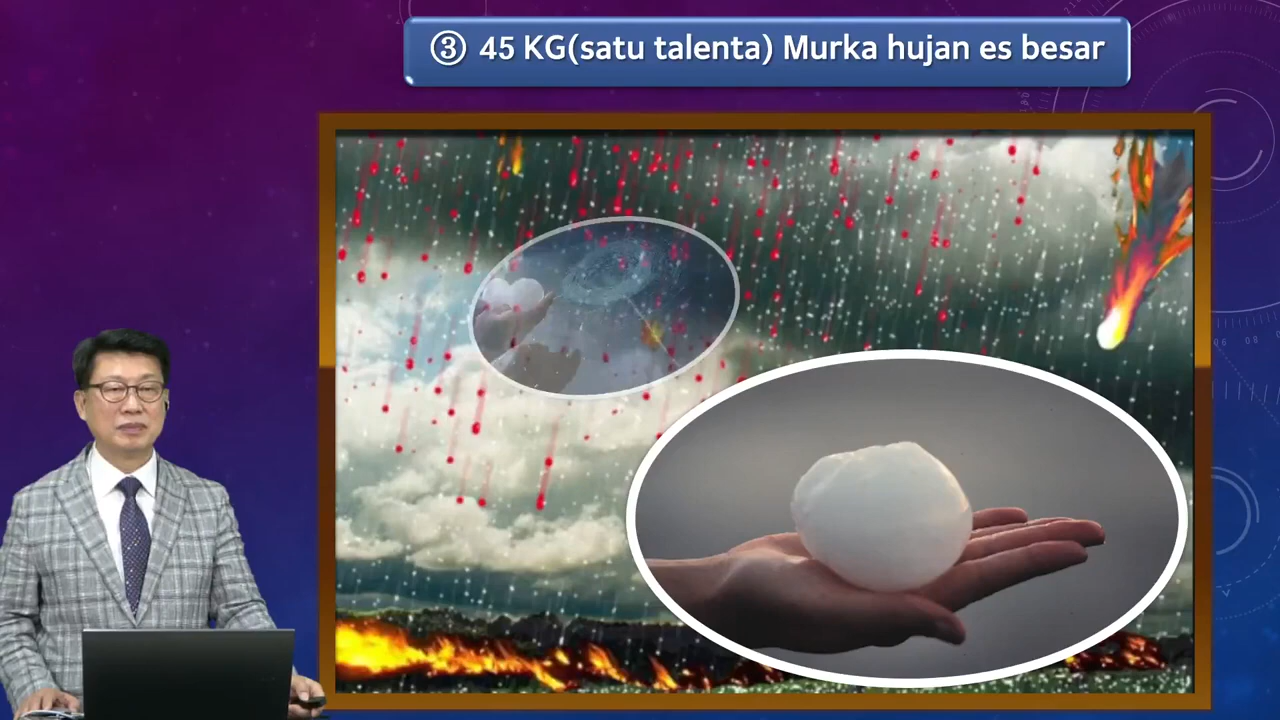 ③ 45 KG(satu talenta) Murka hujan es besar